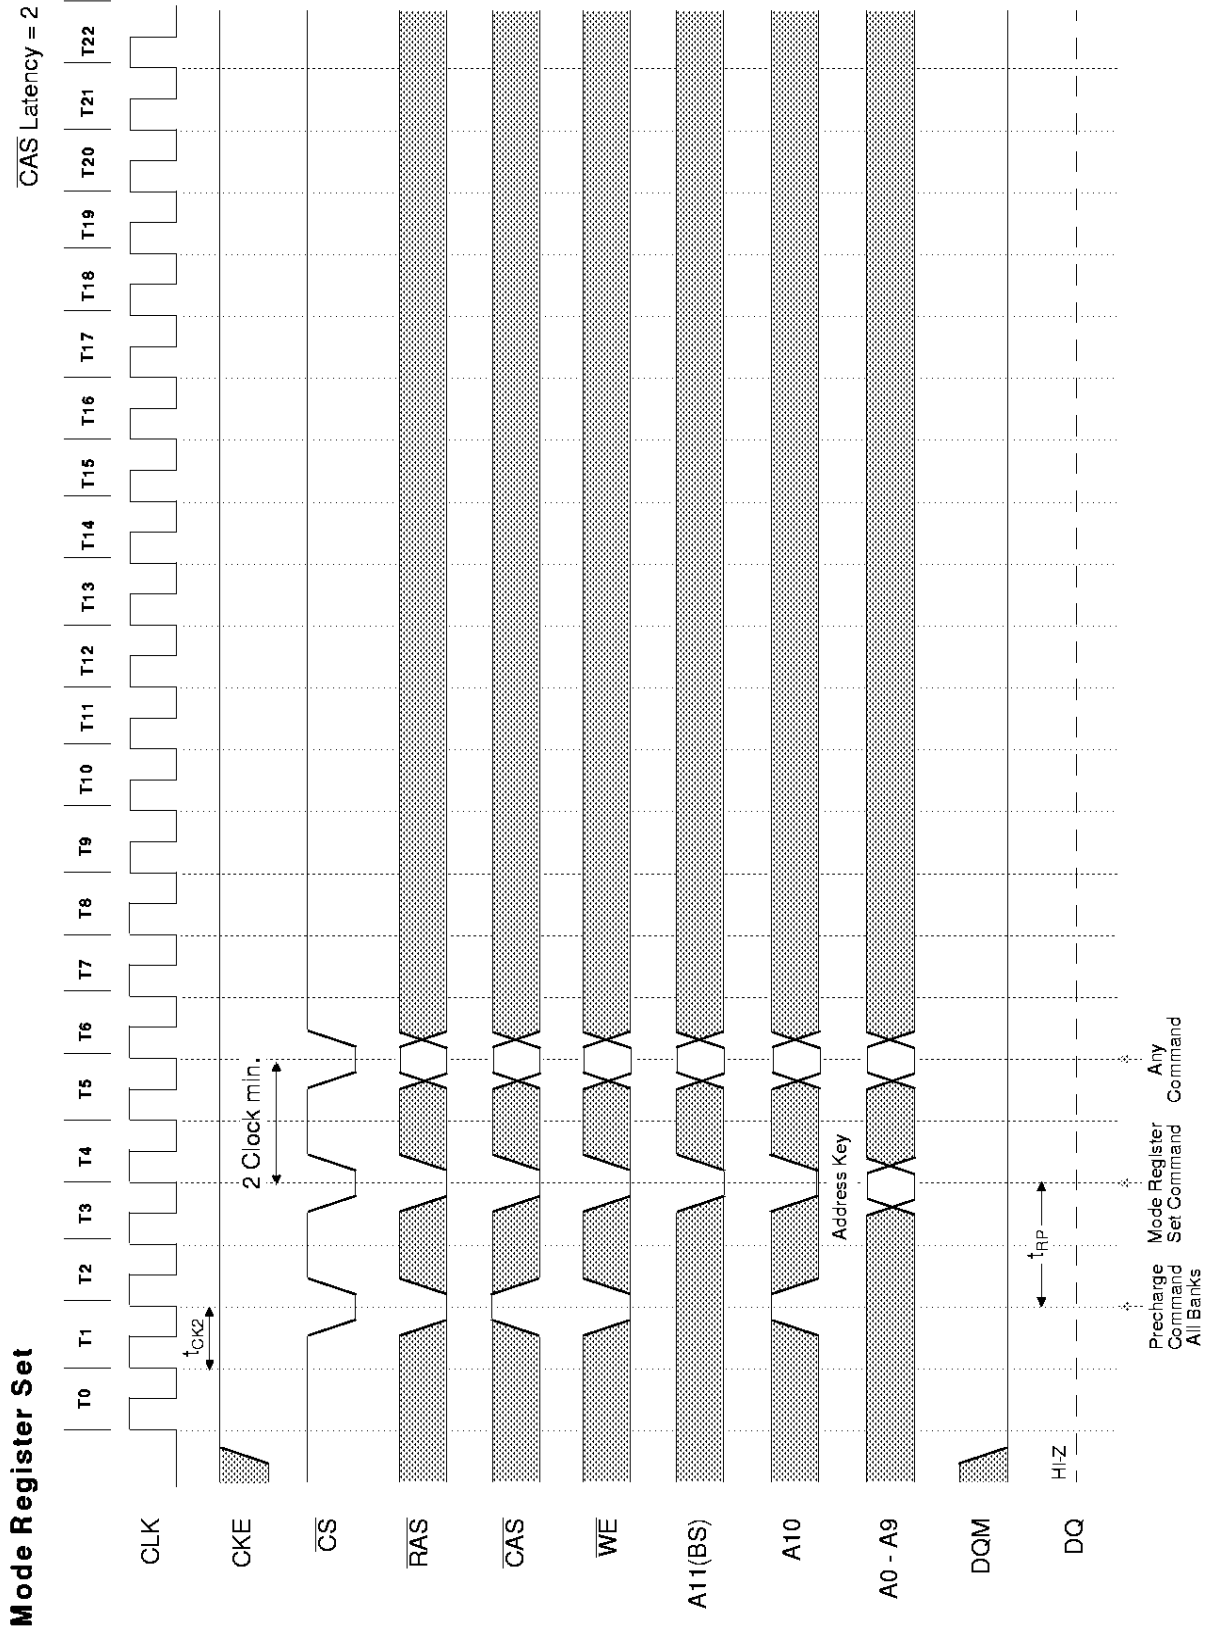 Mode Register Set
CAS Latency = 2
T0 T1 T2 T3 T4 T5 T6 T7 T8 T9 T10 T11 T12 T13 T14 T15 T16 T17 T18 T19 T20 T21 T22
CLK
tCK2
CKE
2 Clock min.
CS
RAS
CAS
WE
A11(BS)
A10
Address Key
A0 - A9
DQM
tRP
HI-Z
DQ
Precharge
Command
All Banks
Mode Register
Set Command
Any
Command